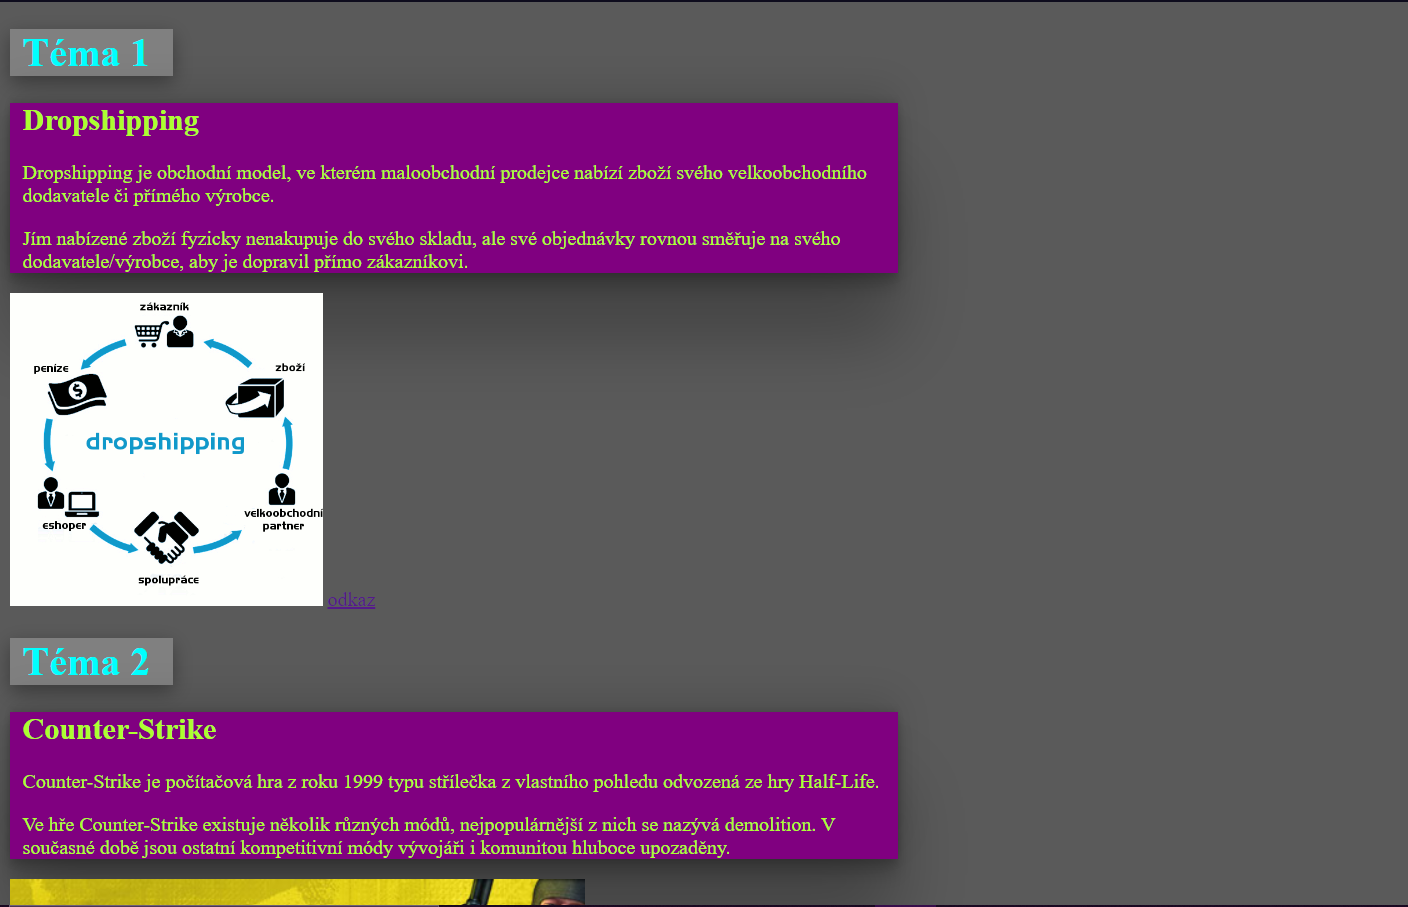 Téma 1
Dropshipping
Dropshipping je obchodní model, ve kterém maloobchodní prodejce nabízí zboží svého velkoobchodního
dodavatele či přímého výrobce.
Jím nabízené zboží fyzicky nenakupuje do svého skladu, ale své objednávky rovnou směřuje na svého
dodavatele/výrobce, aby je dopravil přímo zákazníkovi.
zákazník
peníze
zboží
dropshipping
velkoobchodní
partner
eshoper
spolupráce
odkaz
Téma 2
Counter-Strike
Counter-Strike je počítačová hra z roku 1999 typu střílečka z vlastního pohledu odvozená ze hry Half-Life.
Ve hře Counter-Strike existuje několik různých módů, nejpopulárnější z nich se nazývá demolition. V
současné době jsou ostatní kompetitivní módy vývojáři i komunitou hluboce upozaděny.